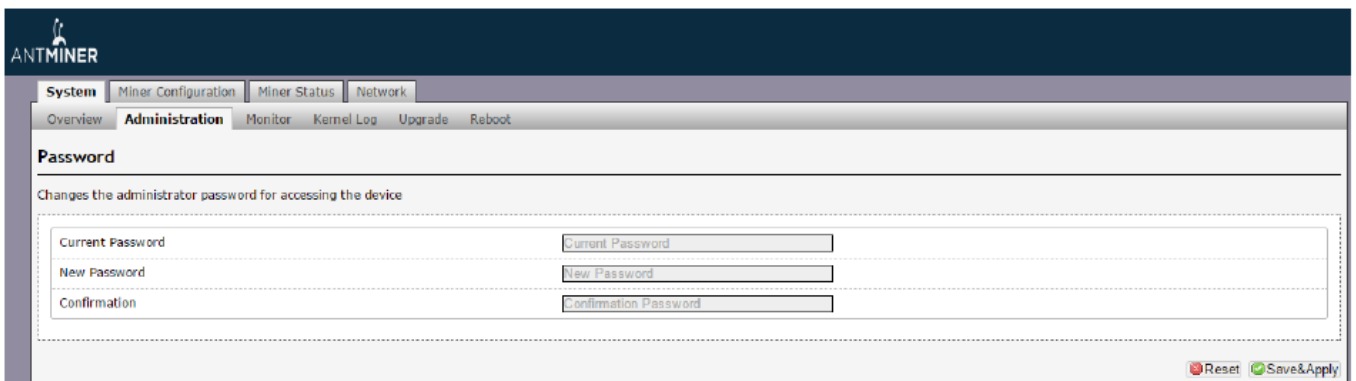 ANTMINER
System Miner Configuration Miner Status Network
Overview Administration Monitor Kernel Log Upgrade Reboot
Password
Changes the administrator password for accessing the device
Current Password Current Password
New Password New Password
Confirmation Confirmation Password
Reset Save&Apply